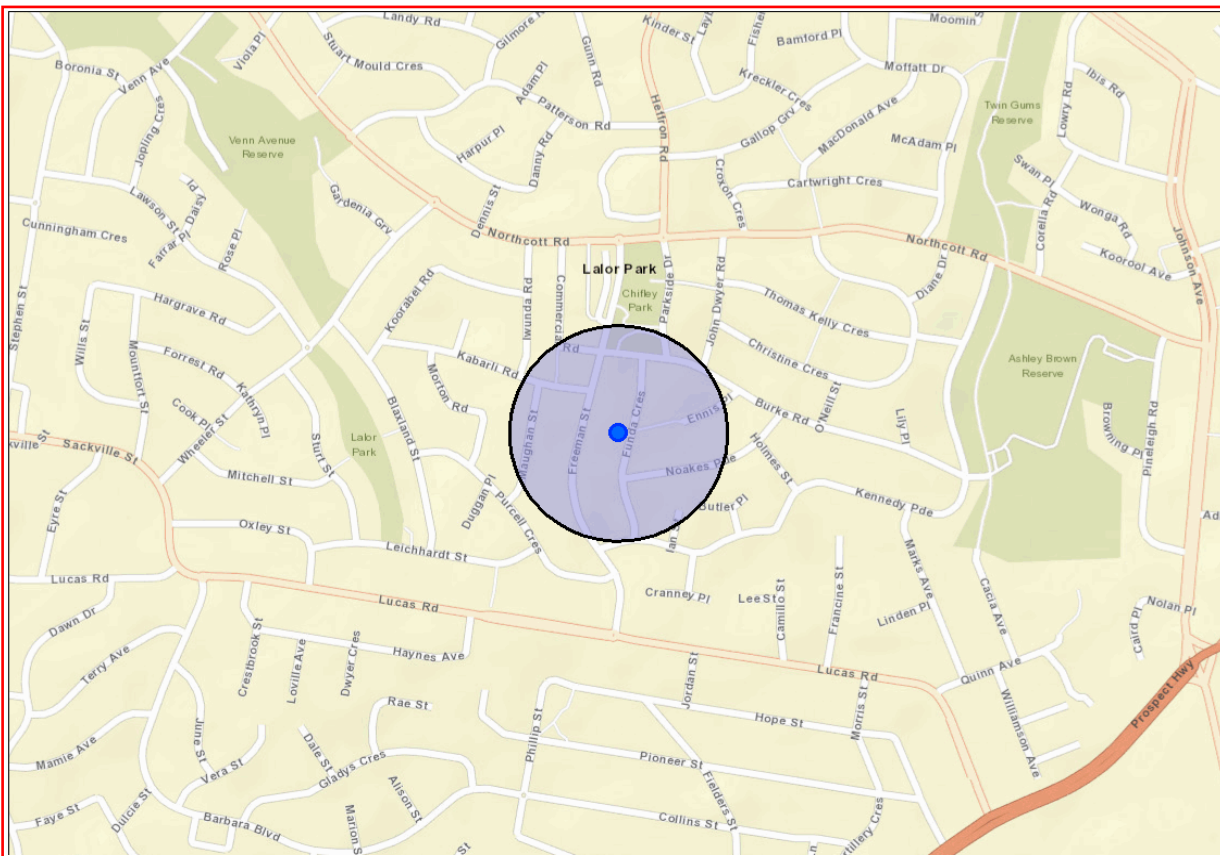 Landy Rd
Gilmore
Kinder St
Moomin
Viola Pl
Stuart Mould Cres
Gunn Rd
Bamford Pl
Boronia St
Venn Ave
Adam Pl
Moffatt Dr
Ibis Rd
Kreckler Cres
Jopling Cres
Patterson Rd
Heffron Rd
Gallop Grv
MacDonald Ave
Twin Gums
Reserve
Lowry Rd
Venn Avenue
Reserve
Harpur Pl
Danny Rd
McAdam Pl
Swan Pl
Croxon Cres
Cartwright Cres
Lawson St
Daisy Pl
Gardenia Grv
Dennis St
Corella Rd
Wonga Rd
Cunningham Cres
Farfar Pl
Rose Pl
Northcott Rd
Northcott Rd
Johnson Ave
Koorool Ave
Lalor Park
Stephen St
Koorabel Rd
Iwunda Rd
Commercial Rd
Chifley
Park
Parkside Dr
John Dwyer Rd
Diane Dr
Hargrave Rd
Thomas Kelly Cres
Wills St
Mountfort St
Forrest Rd
Kabarli Rd
Christine Cres
Ashley Brown
Reserve
Kathryn Pl
Morton Rd
Cook Pl
Blaxland St
Maughan St
Freeman St
Funda Cres
Ennis Pl
Burke Rd
O'Neill St
Lily Pl
Browning Pl
Pineleigh Rd
Sackville St
Wheeler St
Sturt St
Lalor
Park
Holmes St
Noakes Pde
Mitchell St
Duggan Pl
Purcell Cres
Butler Pl
Kennedy Pde
Eyre St
Oxley St
Leichhardt St
Marks Ave
Lucas Rd
Lucas Rd
Cranney Pl
Lee St
Camillo St
Francine St
Linden Pl
Cacia Ave
Card Pl
Nolan Pl
Dawn Dr
Terry Ave
Crestbrook St
Loville Ave
Dwyer Cres
Haynes Ave
Jordan St
Lucas Rd
Quinn Ave
Prospect Hwy
Rae St
Hope St
Morris St
Williamson Ave
Mamie Ave
June St
Vera St
Dale St
Gladys Cres
Phillip St
Pioneer St
Alison St
Fielders St
Faye St
Dulcie St
Barbara Blvd
Marion S
Collins St